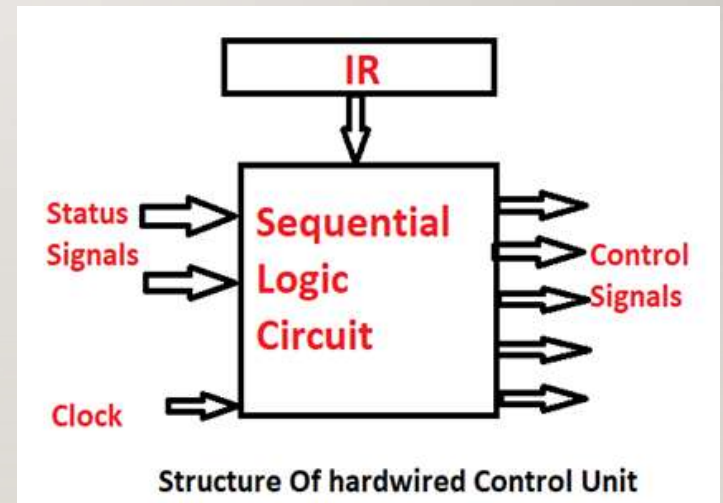 IR
Status
Signals
Sequential
Logic
Circuit
Control
Signals
Clock
Structure Of hardwired Control Unit